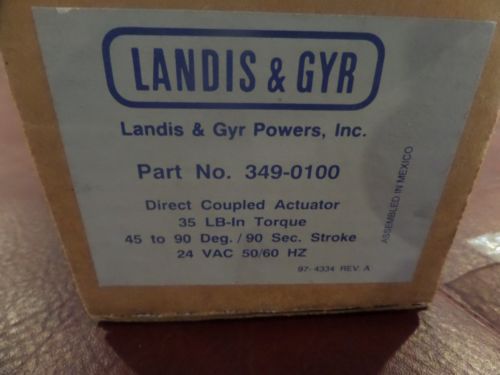 LANDIS & GYR
Landis & Gyr Powers, Inc.
Part No. 349-0100
Direct Coupled Actuator
35 LB-In Torque
45 to 90 Deg./90 Sec. Stroke
24 VAC 50/60 HZ
97-4334 REV. A
ASSEMBLED IN MEXICO